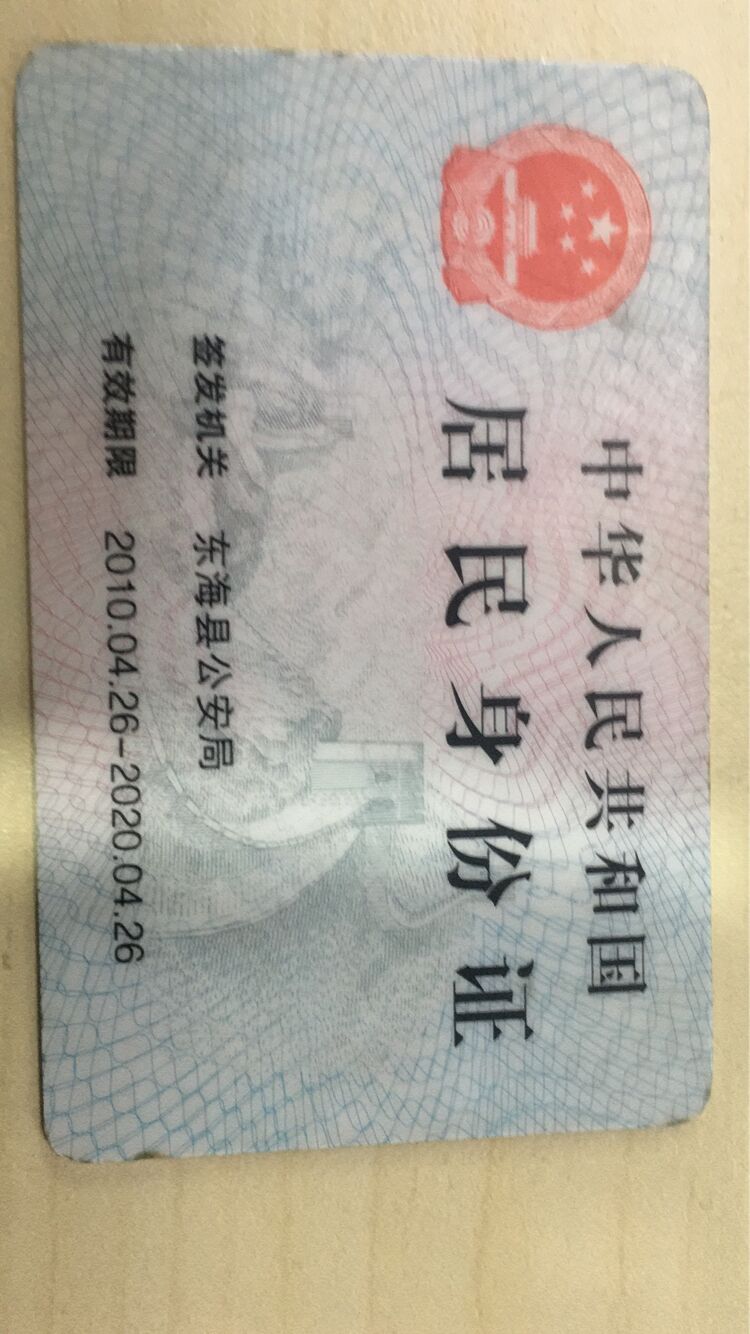 中华人民共和国
居民身份证
签发机关 东海县公安局
有效期限 2010.04.26-2020.04.26